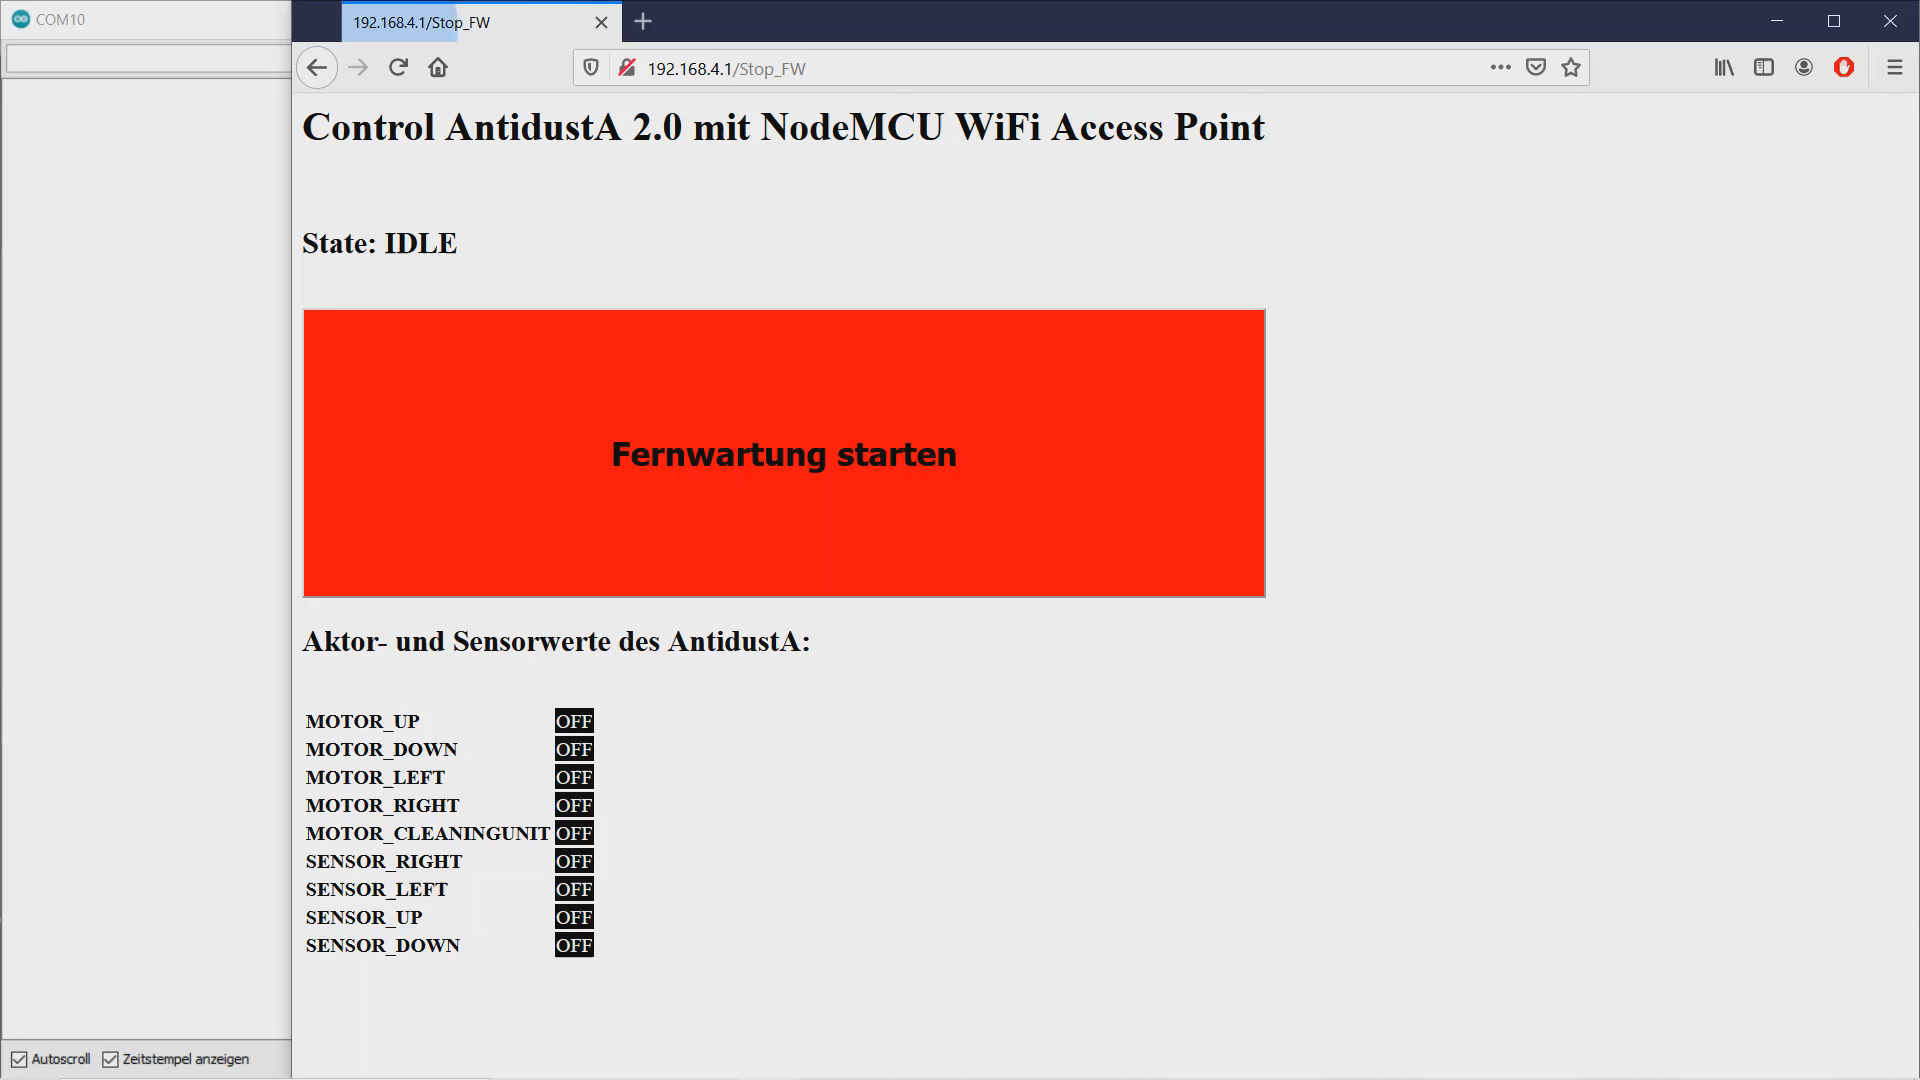 COM10
192.168.4.1/Stop_FW
192.168.4.1/Stop_FW
Control AntidustA 2.0 mit NodeMCU WiFi Access Point
State: IDLE
Fernwartung starten
Aktor- und Sensorwerte des AntidustA:
MOTOR_UP OFF
MOTOR_DOWN OFF
MOTOR_LEFT OFF
MOTOR_RIGHT OFF
MOTOR_CLEANINGUNIT OFF
SENSOR_RIGHT OFF
SENSOR_LEFT OFF
SENSOR_UP OFF
SENSOR_DOWN OFF
Autoscroll Zeitstempel anzeigen